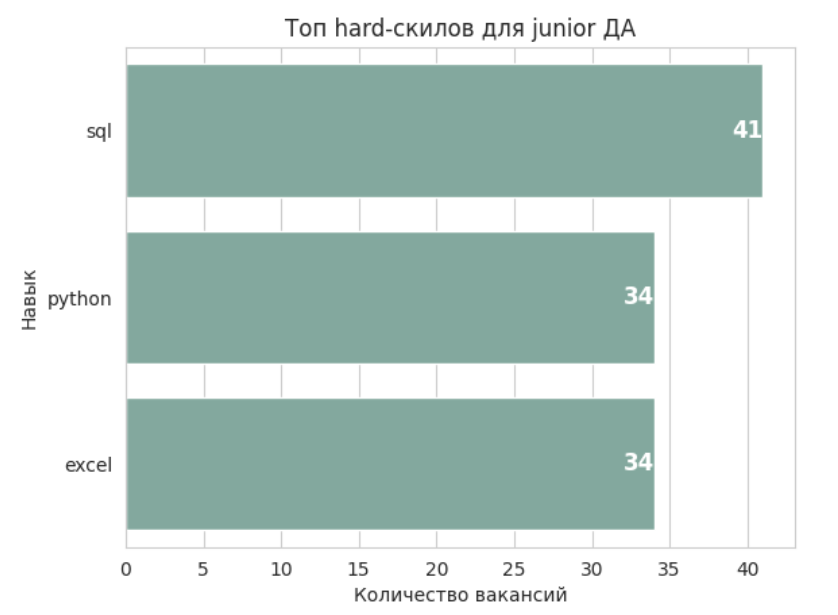 Топ hard-скилов для junior ДА
sql
41
Навык
python
34
excel
34
0 5 10 15 20 25 30 35 40
Количество вакансий